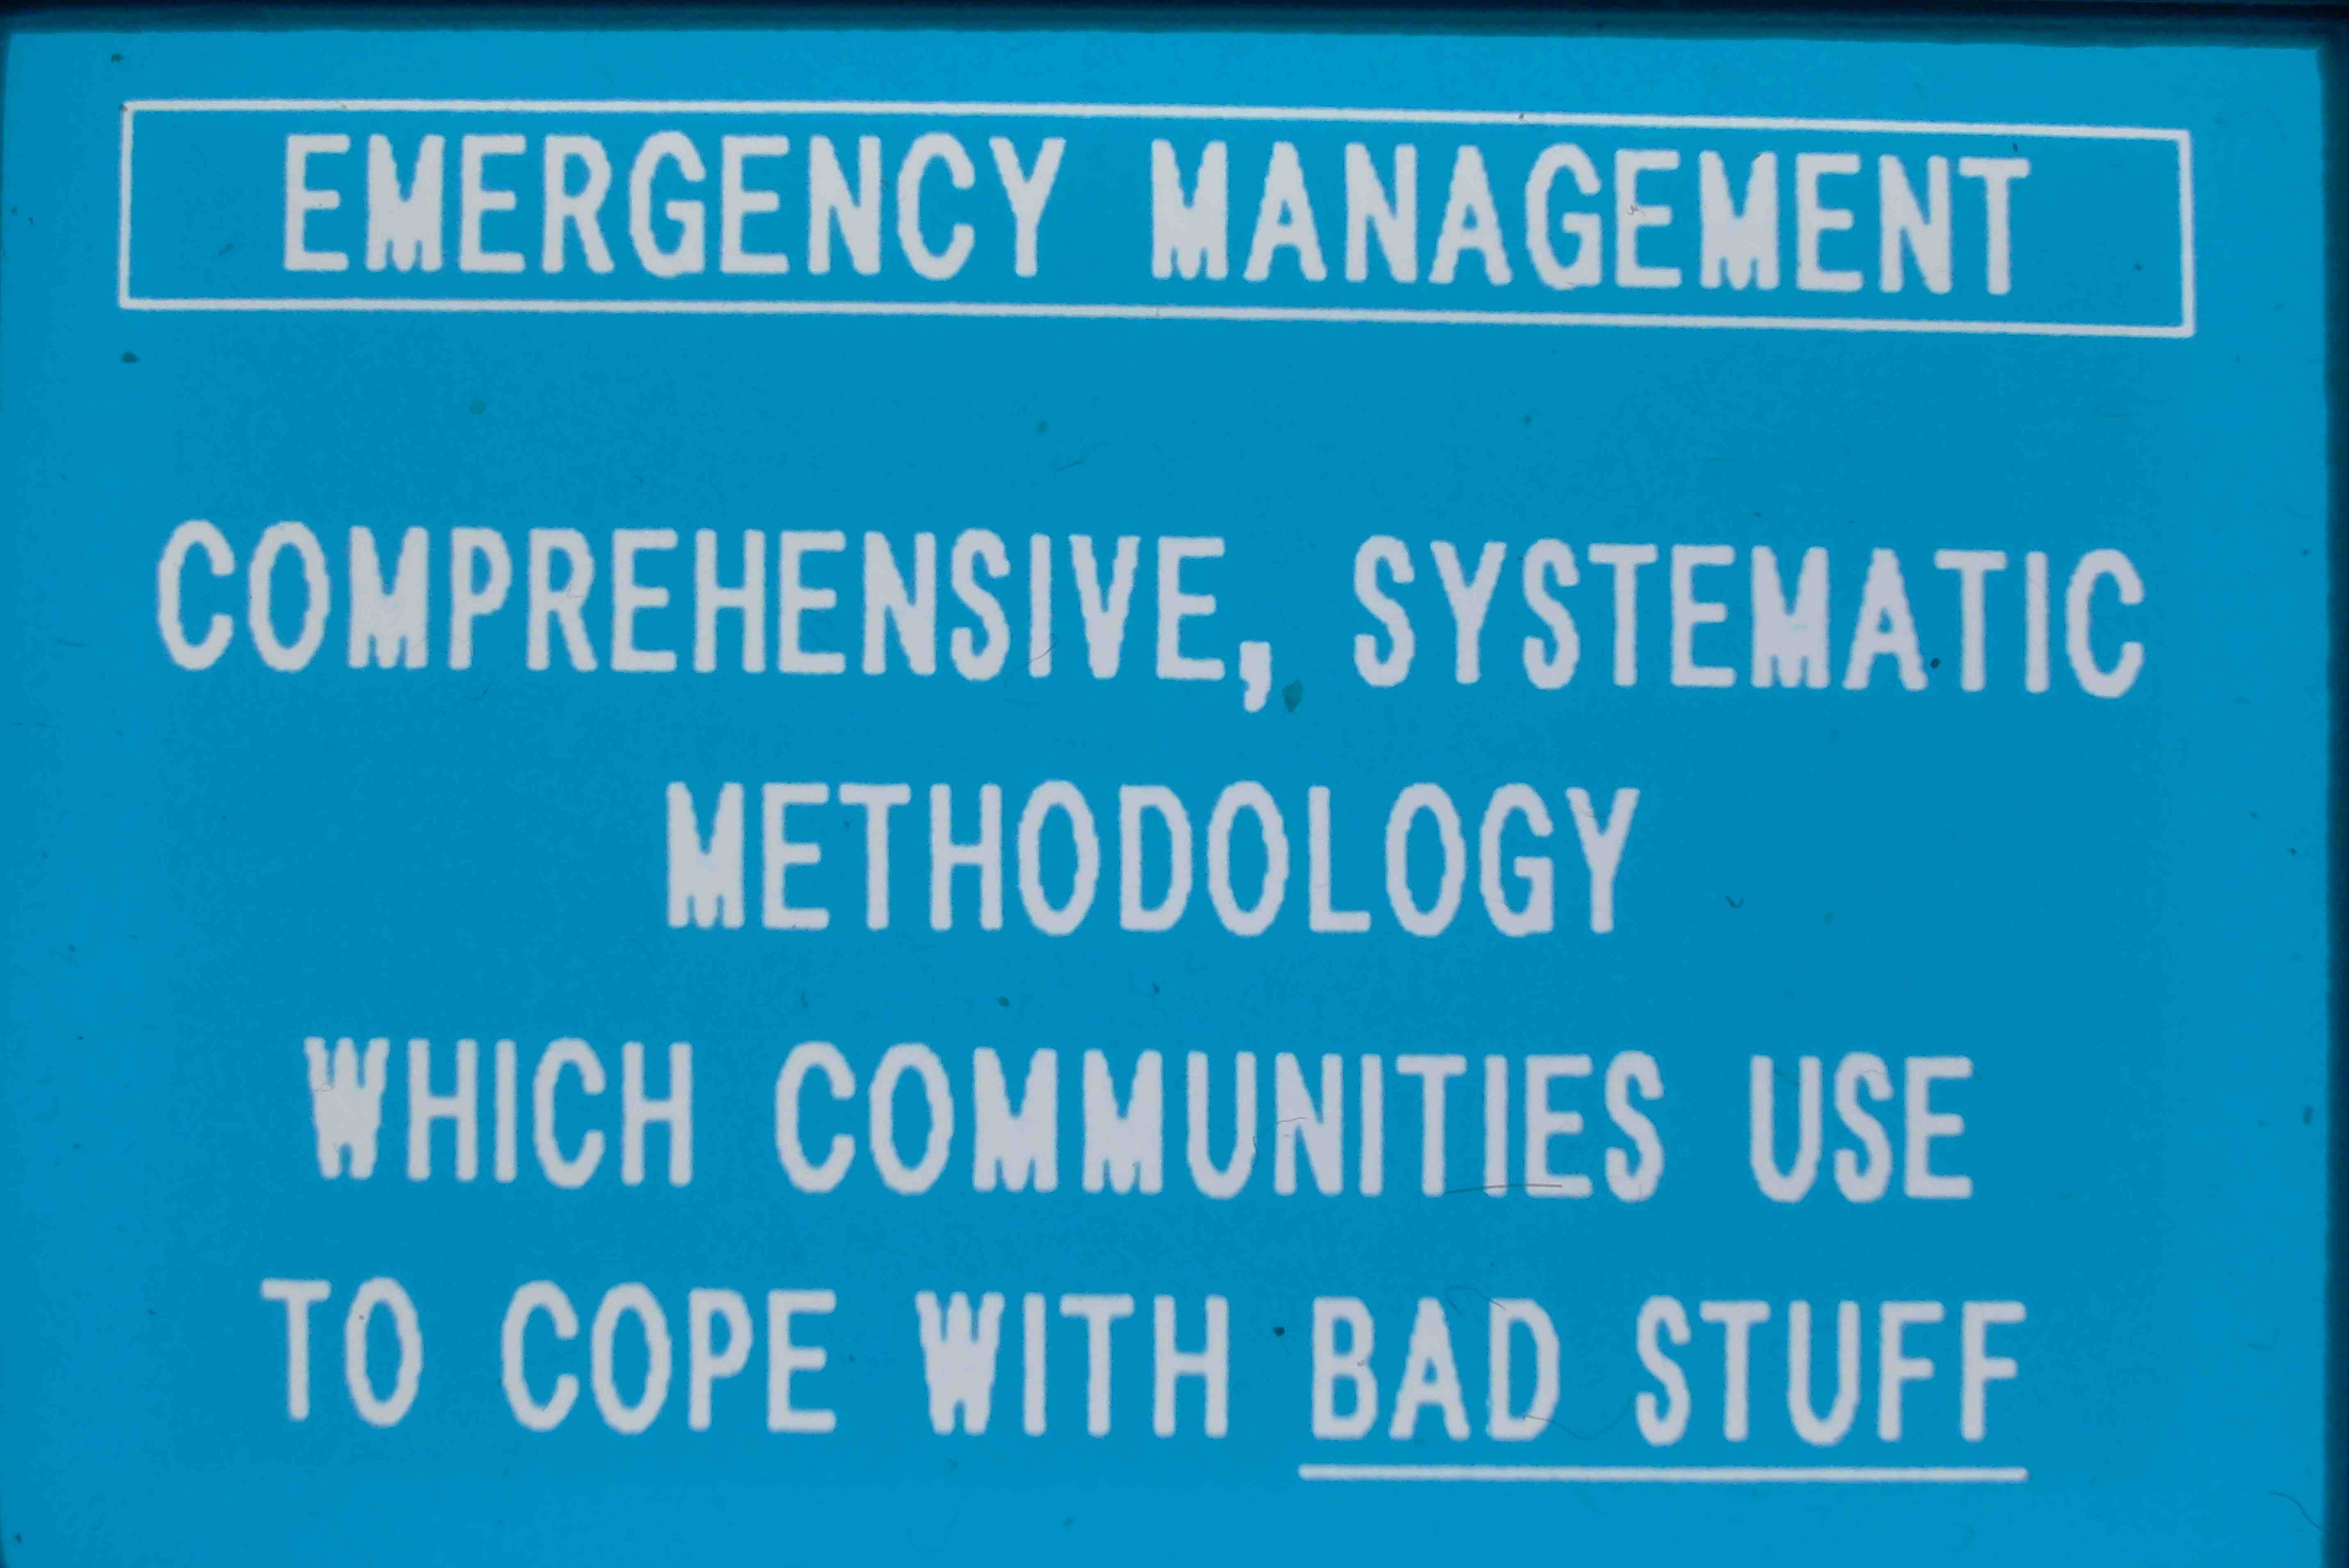 EMERGENCY MANAGEMENT
COMPREHENSIVE, SYSTEMATIC
METHODOLOGY
WHICH COMMUNITIES USE
TO COPE WITH BAD STUFF